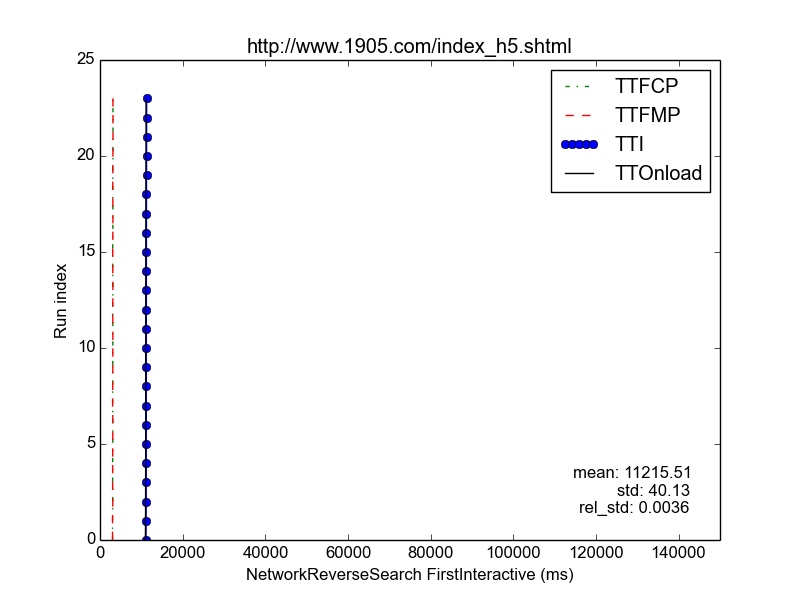 http://www.1905.com/index_h5.shtml
25
20
15
10
5
0
Run index
TTFCP
TTFMP
TTI
TTOnload
mean: 11215.51
std: 40.13
rel_std: 0.0036
0 20000 40000 60000 80000 100000 120000 140000
NetworkReverseSearch FirstInteractive (ms)